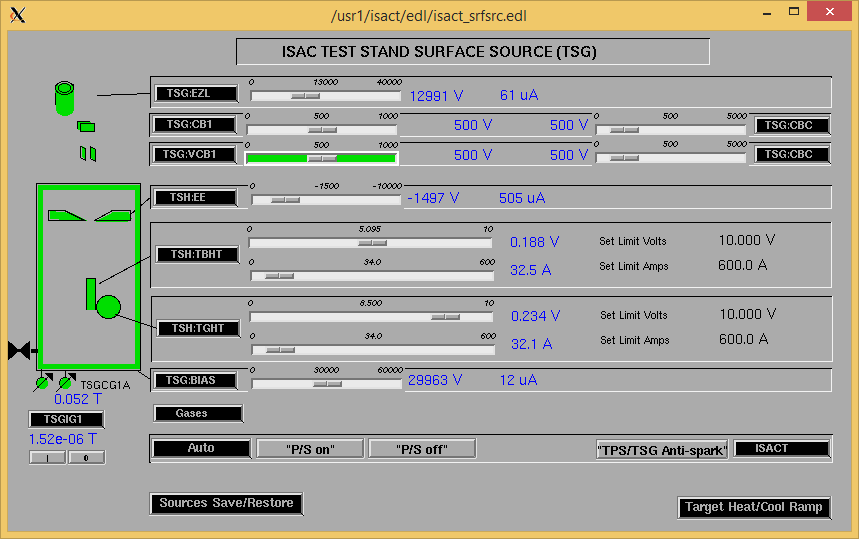 /usr1/isact/edl/isact_srfsrc.edl
ISAC TEST STAND SURFACE SOURCE (TSG)
0 13000 40000
TSG:EZL 12991 V 61 uA
0 500 1000 0 500 5000
TSG:CB1 500 V 500 V TSG:CBC
0 500 1000 0 500 5000
TSG:VCB1 500 V 500 V TSG:CBC
0 -1500 -10000
TSH:EE -1497 V 505 uA
0 5.095 10
0.188 V Set Limit Volts 10.000 V
TSH:TBHT
0 34.0 600
32.5 A Set Limit Amps 600.0 A
0 8.500 10
0.234 V Set Limit Volts 10.000 V
TSH:TGHT
0 34.0 600
32.1 A Set Limit Amps 600.0 A
0 30000 60000
TSG:BIAS 29963 V 12 uA
TSGCG1A
0.052 T
Gases
TSGIG1
1.52e-06 T
I 0
Auto "P/S on" "P/S off" "TPS/TSG Anti-spark" ISACT
Sources Save/Restore
Target Heat/Cool Ramp